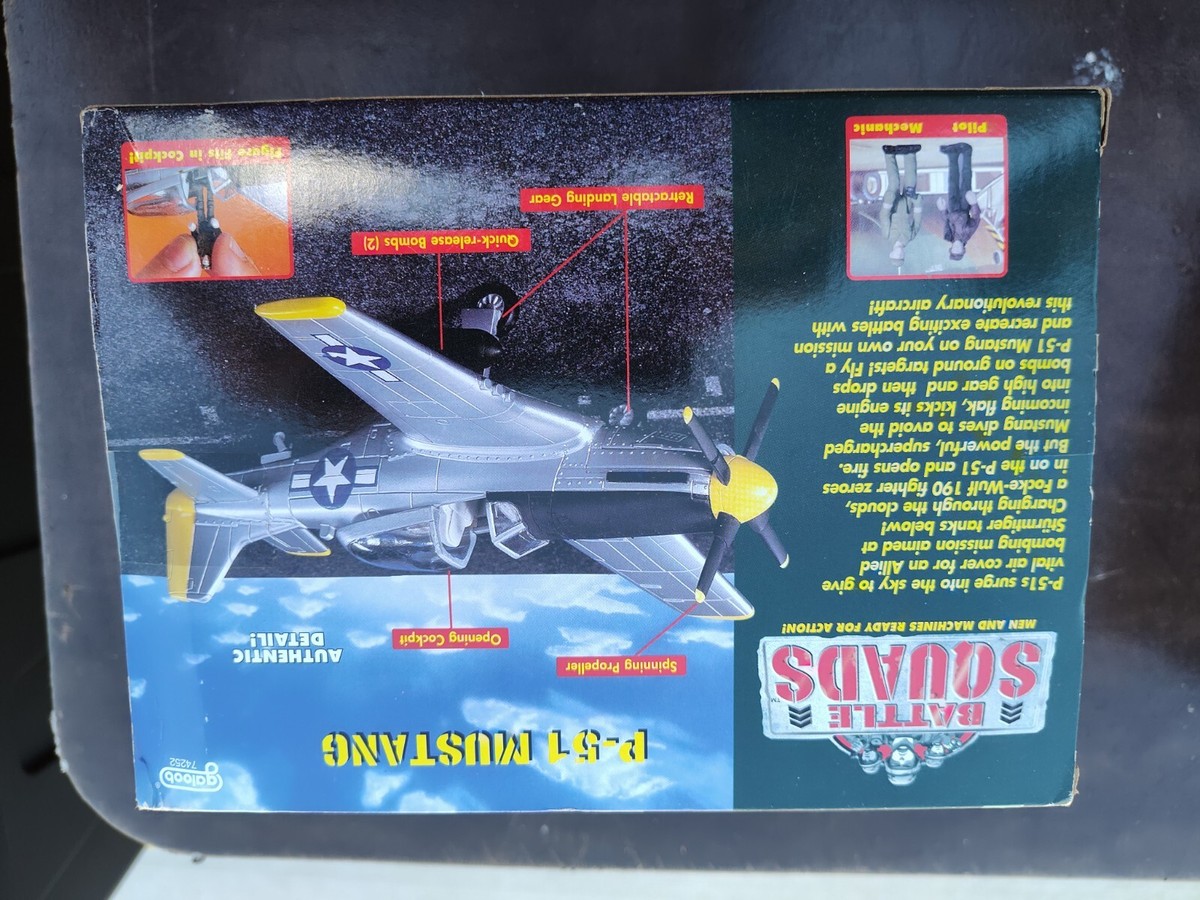 BATTLE
SQUADS™
MEN AND MACHINES READY FOR ACTION!
P-51s surge into the sky to give
vital air cover for an Allied
bombing mission aimed at
Stürmtiger tanks below!
Charging through the clouds,
a Focke-Wulf 190 fighter zeroes
in on the P-51 and opens fire.
But the powerful, supercharged
Mustang dives to avoid the
incoming flak, kicks its engine
into high gear and then drops
bombs on ground targets! Fly a
P-51 Mustang on your own mission
and recreate exciting battles with
this revolutionary aircraft!
Pilot Mechanic
galoob
74252
P-51 MUSTANG
Spinning Propeller
Opening Cockpit
AUTHENTIC
DETAIL!
Quick-release Bombs (2)
Retractable Landing Gear
Figure Fits in Cockpit!